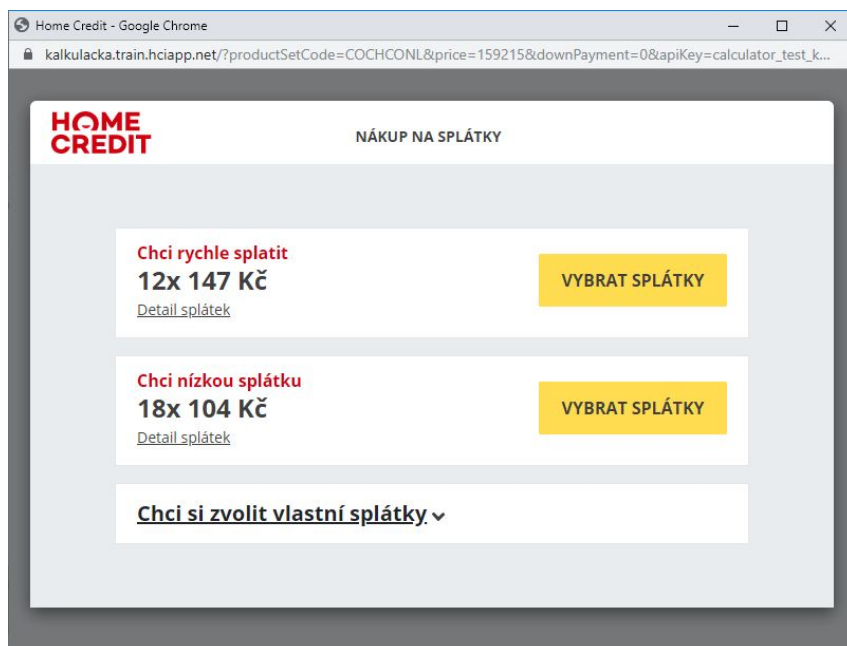 Home Credit - Google Chrome
kalkulacka.train.hciapp.net/?productSetCode=COCHCONL&price=159215&downPayment=0&apiKey=calculator_test_k...
HOME
CREDIT
NÁKUP NA SPLÁTKY
Chci rychle splatit
12x 147 Kč
VYBRAT SPLÁTKY
Detail splátek
Chci nízkou splátku
18x 104 Kč
VYBRAT SPLÁTKY
Detail splátek
Chci si zvolit vlastní splátky